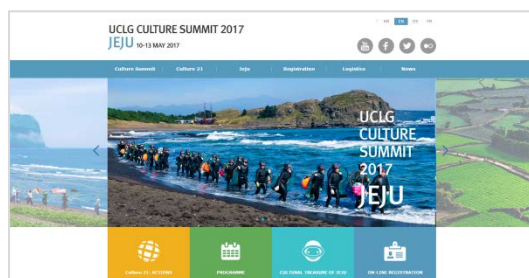 UCLG CULTURE SUMMIT 2017
JEJU 10-13 MAY 2017
EN
Culture Summit
Culture 21
Jeju
Registration
Logistics
News
UCLG
CULTURE
SUMMIT
2017
JEJU
Culture 21: ACTIONS
PROGRAMME
CULTURAL TREASURE OF JEJU
ON-LINE REGISTRATION